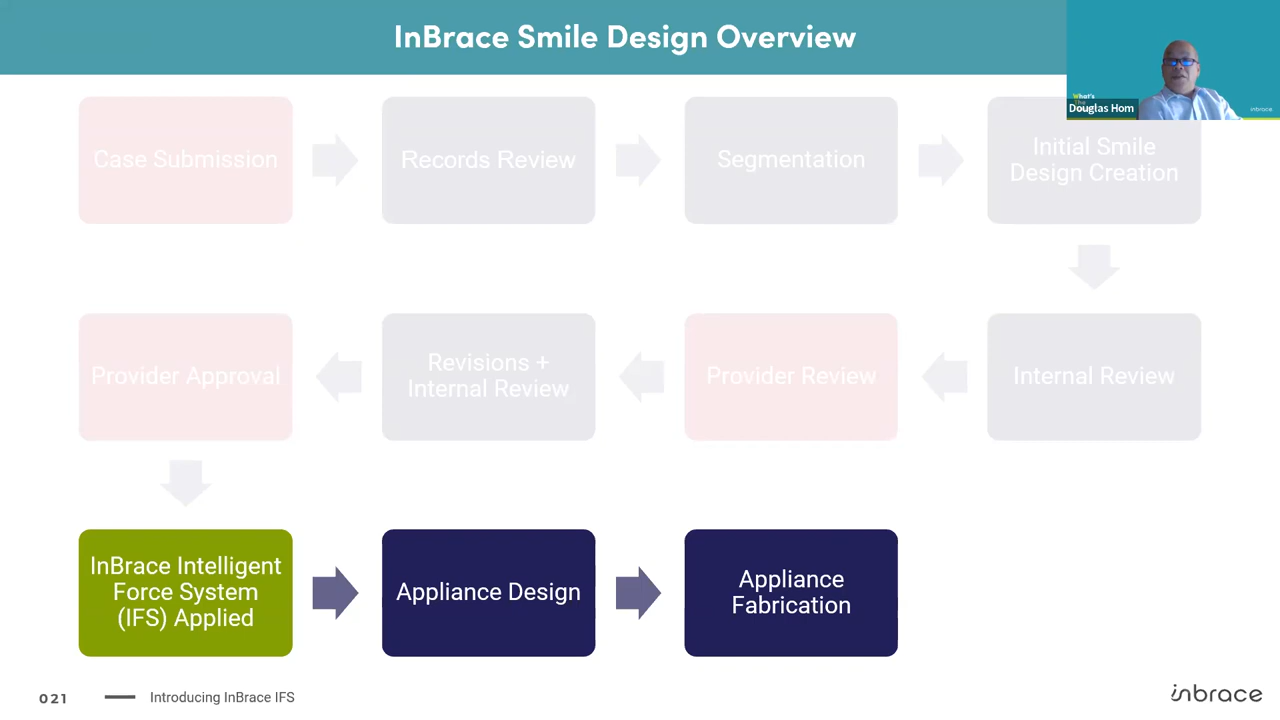 InBrace Smile Design Overview
What's
The
Douglas Hom
inbrace
Case Submission
Records Review
Segmentation
Initial Smile
Design Creation
Provider Approval
Revisions +
Internal Review
Provider Review
Internal Review
InBrace Intelligent
Force System
(IFS) Applied
Appliance Design
Appliance
Fabrication
021
Introducing InBrace IFS
inbrace